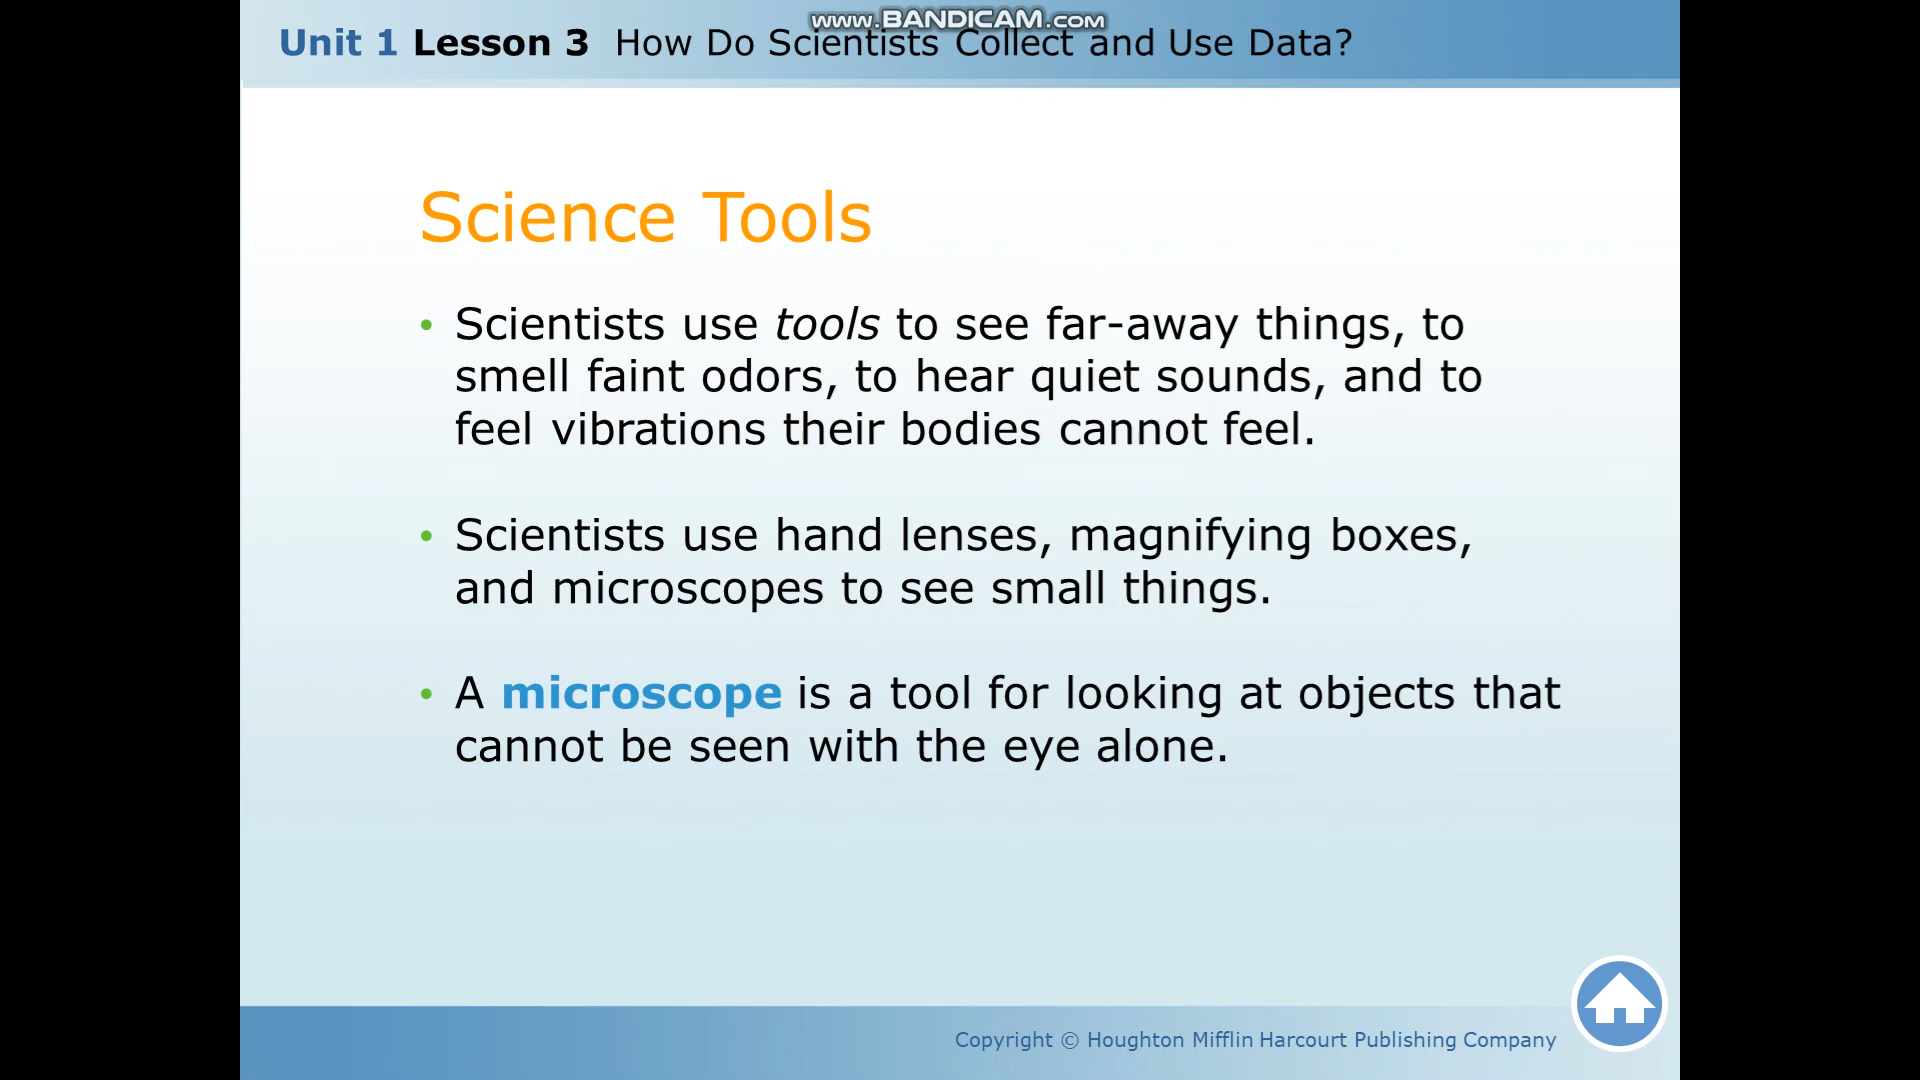 www.BANDICAM.com
Unit 1 Lesson 3 How Do Scientists Collect and Use Data?
Science Tools
• Scientists use tools to see far-away things, to
smell faint odors, to hear quiet sounds, and to
feel vibrations their bodies cannot feel.
• Scientists use hand lenses, magnifying boxes,
and microscopes to see small things.
• A microscope is a tool for looking at objects that
cannot be seen with the eye alone.
Copyright © Houghton Mifflin Harcourt Publishing Company